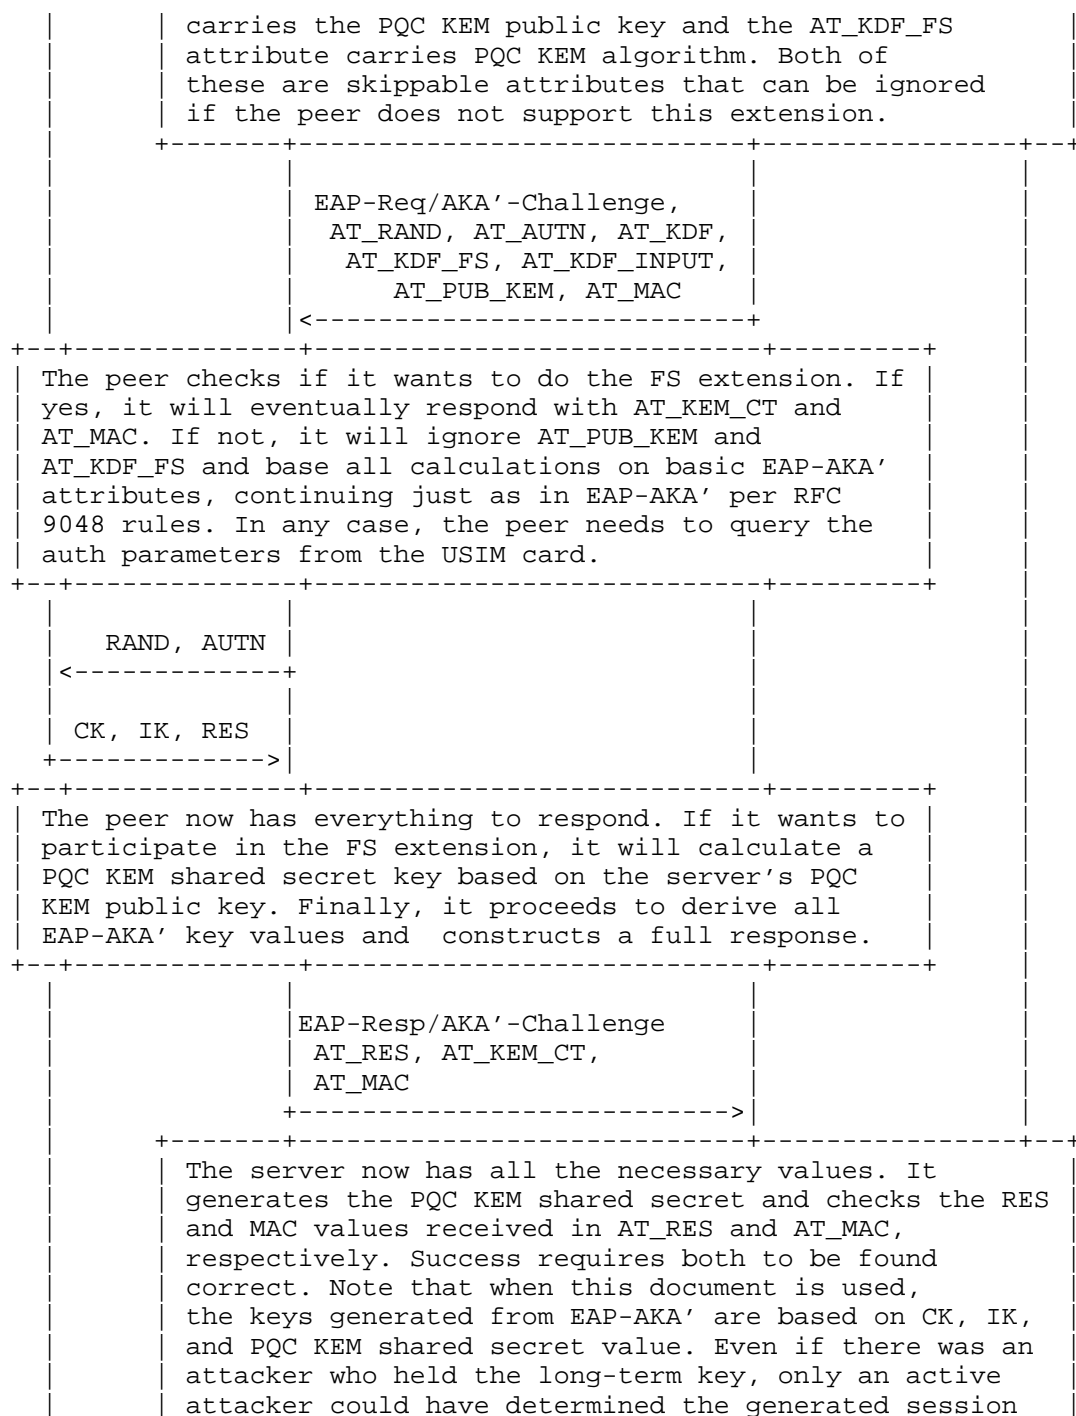 carries the PQC KEM public key and the AT_KDF_FS
attribute carries PQC KEM algorithm. Both of
these are skippable attributes that can be ignored
if the peer does not support this extension.
EAP-Req/AKA’-Challenge,
AT_RAND, AT_AUTN, AT_KDF,
AT_KDF_FS, AT_KDF_INPUT,
AT_PUB_KEM, AT_MAC
The peer checks if it wants to do the FS extension. If
yes, it will eventually respond with AT_KEM_CT and
AT_MAC. If not, it will ignore AT_PUB_KEM and
AT_KDF_FS and base all calculations on basic EAP-AKA’
attributes, continuing just as in EAP-AKA’ per RFC
9048 rules. In any case, the peer needs to query the
auth parameters from the USIM card.
RAND, AUTN
CK, IK, RES
The peer now has everything to respond. If it wants to
participate in the FS extension, it will calculate a
PQC KEM shared secret key based on the server’s PQC
KEM public key. Finally, it proceeds to derive all
EAP-AKA’ key values and  constructs a full response.
EAP-Resp/AKA’-Challenge
AT_RES, AT_KEM_CT,
AT_MAC
The server now has all the necessary values. It
generates the PQC KEM shared secret and checks the RES
and MAC values received in AT_RES and AT_MAC,
respectively. Success requires both to be found
correct. Note that when this document is used,
the keys generated from EAP-AKA’ are based on CK, IK,
and PQC KEM shared secret value. Even if there was an
attacker who held the long-term key, only an active
attacker could have determined the generated session